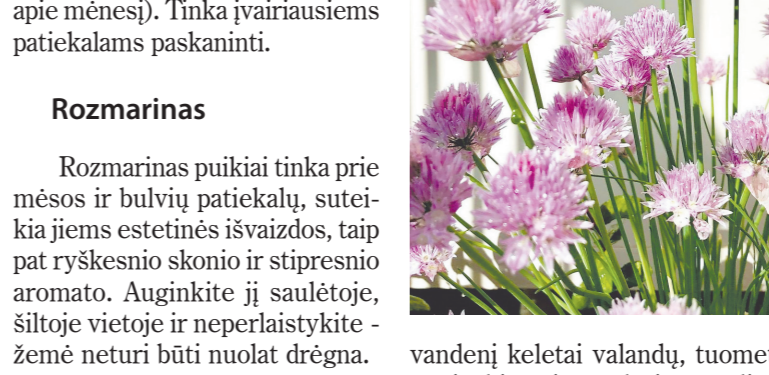 apie mėnesį). Tinka įvairiausiems
patiekalams paskaninti.
Rozmarinas
Rozmarinas puikiai tinka prie
mėsos ir bulvių patiekalų, sutei-
kia jiems estetinės išvaizdos, taip
pat ryškesnio skonio ir stipresnio
aromato. Auginkite jį saulėtoje,
šiltoje vietoje ir neperlaistykite -
žemė neturi būti nuolat drėgna.
vandenį keletai valandų, tuomet